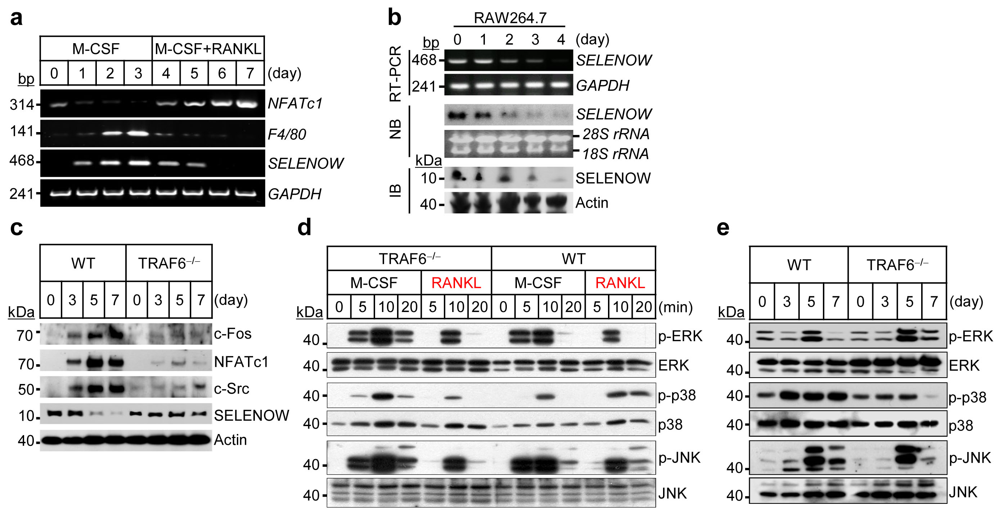 a
M-CSF M-CSF+RANKL
bp 0 1 2 3 4 5 6 7 (day)
314 NFATc1
141 F4/80
468 SELENOW
241 GAPDH
b
RAW264.7
bp 0 1 2 3 4 (day)
RT-PCR
468 SELENOW
241 GAPDH
NB
SELENOW
28S rRNA
18S rRNA
kDa
IB
10 SELENOW
40 Actin
c
WT TRAF6–/–
kDa 0 3 5 7 0 3 5 7 (day)
70 c-Fos
70 NFATc1
50 c-Src
10 SELENOW
40 Actin
d
TRAF6–/– WT
M-CSF RANKL M-CSF RANKL
kDa 0 5 10 20 5 10 20 0 5 10 20 5 10 20 (min)
40 p-ERK
40 ERK
40 p-p38
40 p38
40 p-JNK
40 JNK
e
WT TRAF6–/–
kDa 0 3 5 7 0 3 5 7 (day)
40 p-ERK
40 ERK
40 p-p38
40 p38
40 p-JNK
40 JNK